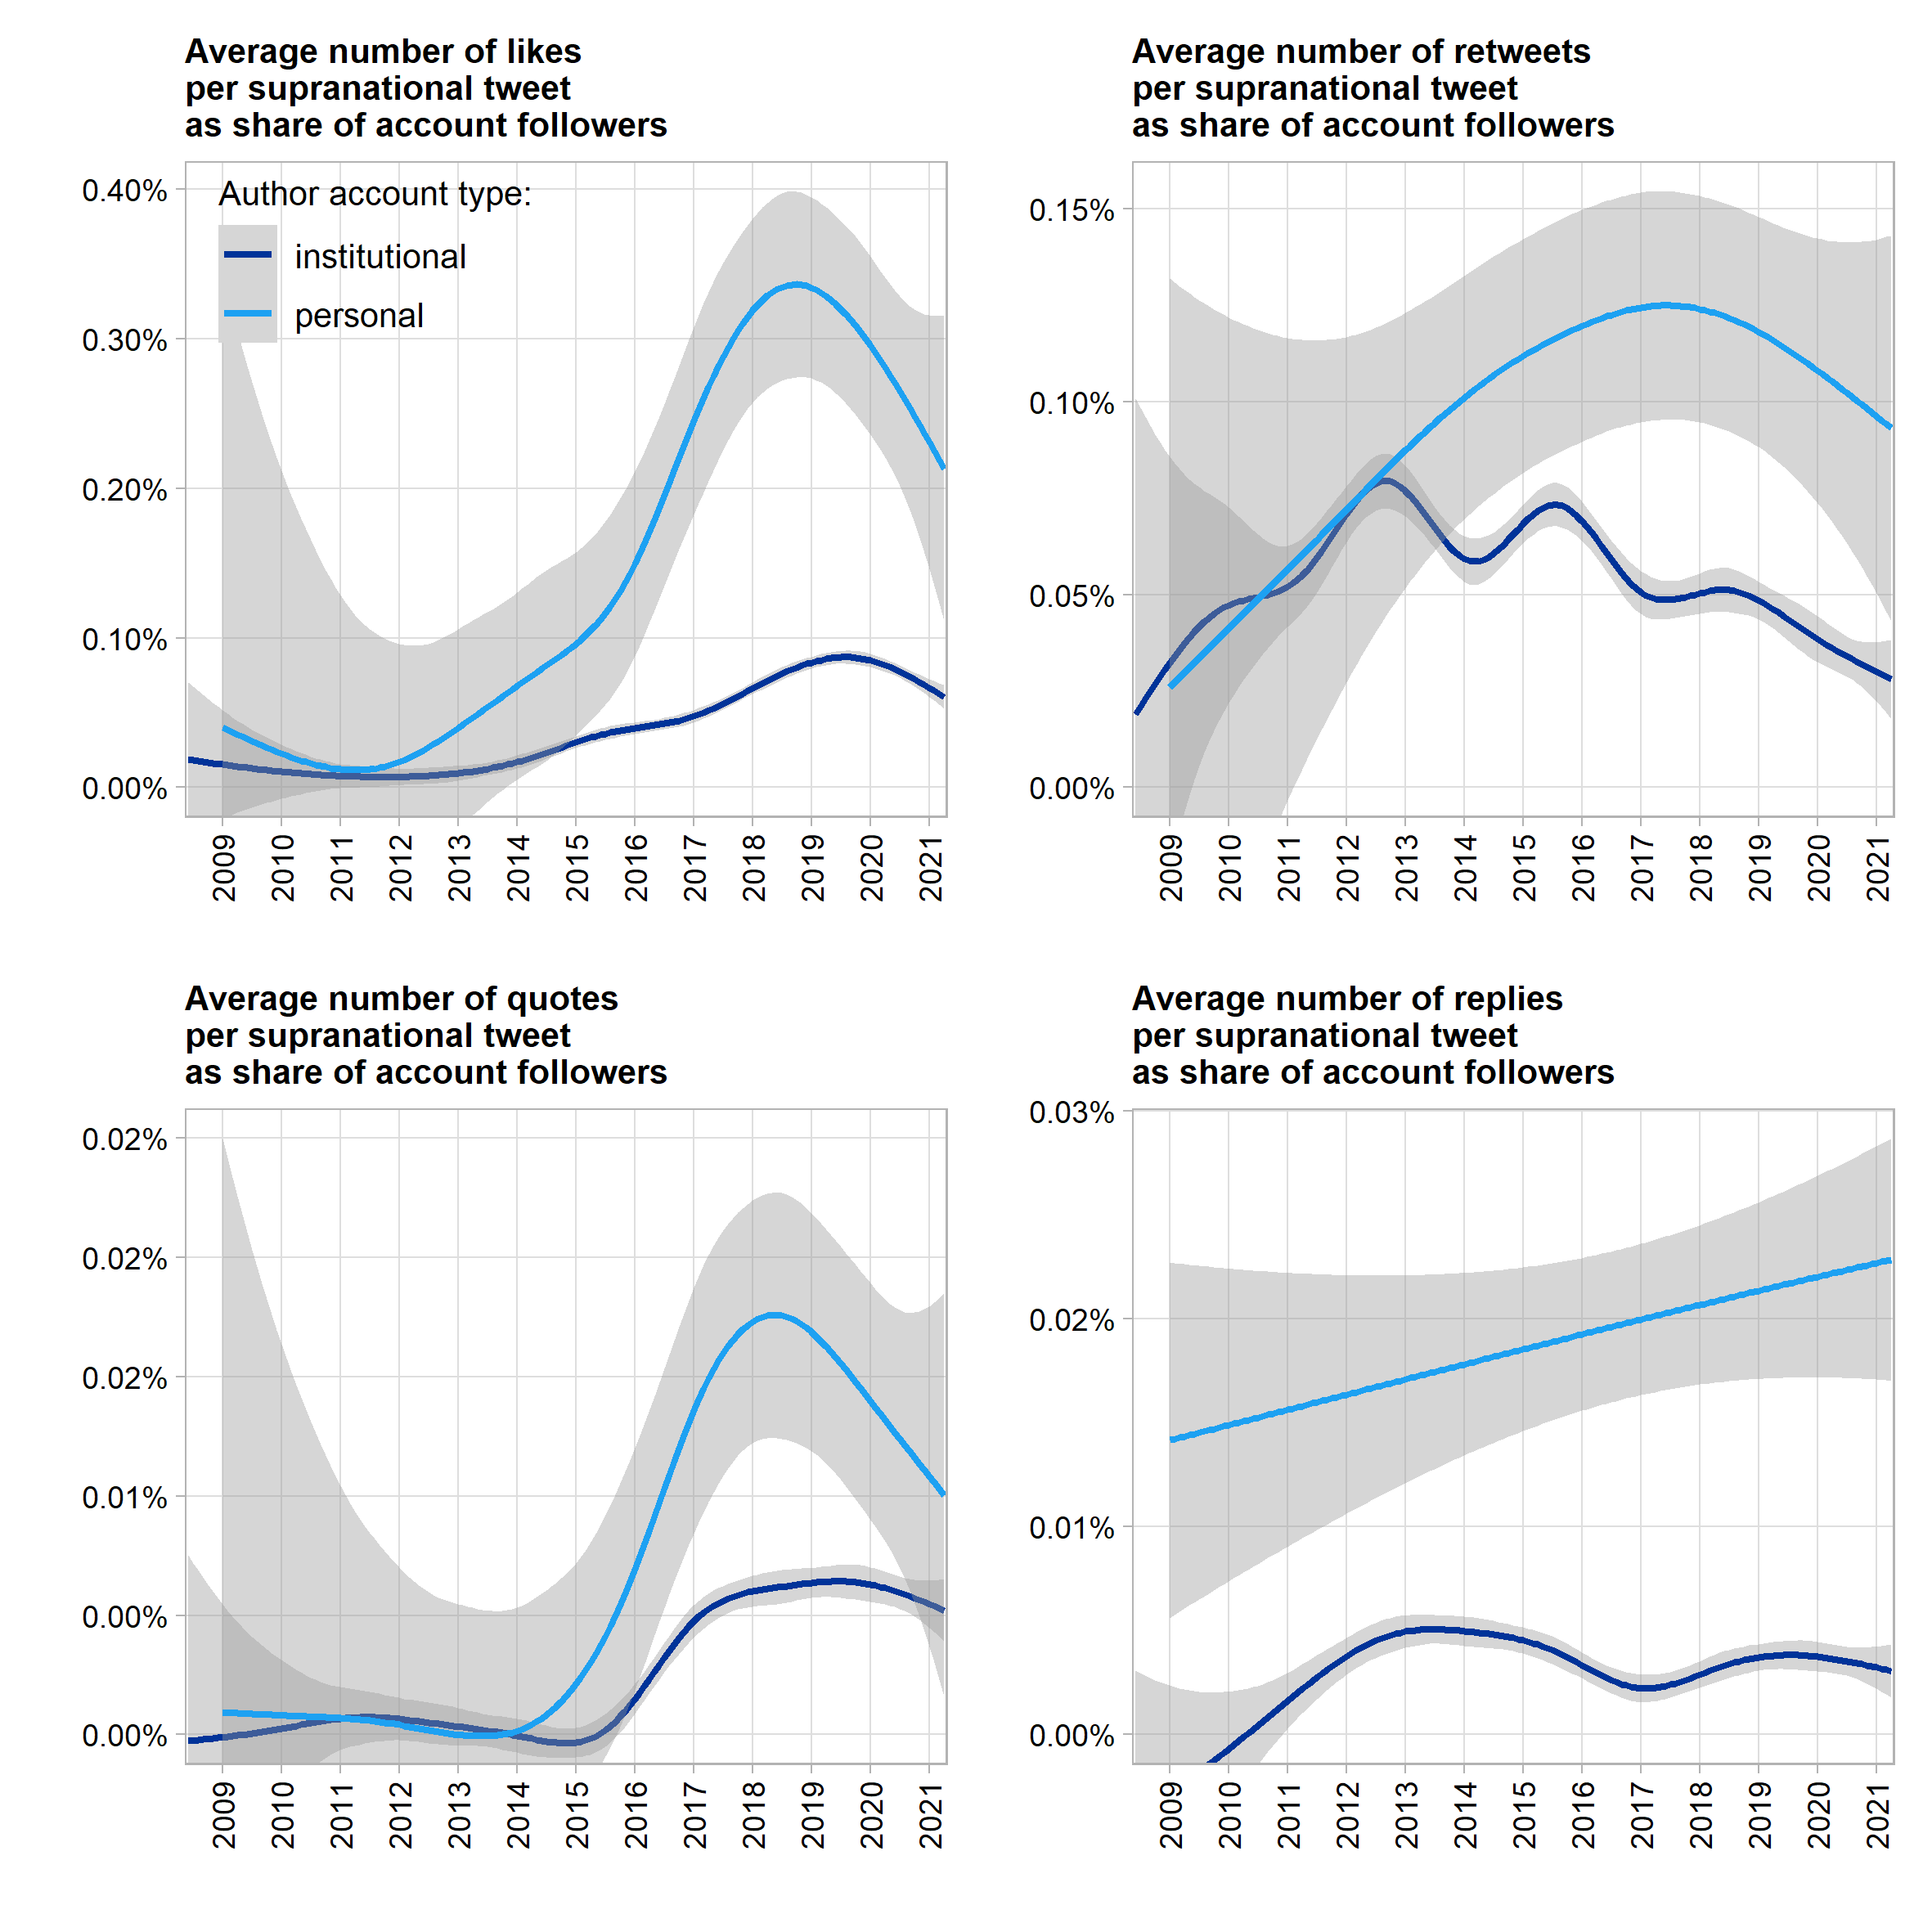 Average number of likes
per supranational tweet
as share of account followers
0.40%
0.30%
0.20%
0.10%
0.00%
Author account type:
institutional
personal
2009 2010 2011 2012 2013 2014 2015 2016 2017 2018 2019 2020 2021
Average number of retweets
per supranational tweet
as share of account followers
0.15%
0.10%
0.05%
0.00%
2009 2010 2011 2012 2013 2014 2015 2016 2017 2018 2019 2020 2021
Average number of quotes
per supranational tweet
as share of account followers
0.02%
0.02%
0.02%
0.01%
0.00%
0.00%
2009 2010 2011 2012 2013 2014 2015 2016 2017 2018 2019 2020 2021
Average number of replies
per supranational tweet
as share of account followers
0.03%
0.02%
0.01%
0.00%
2009 2010 2011 2012 2013 2014 2015 2016 2017 2018 2019 2020 2021